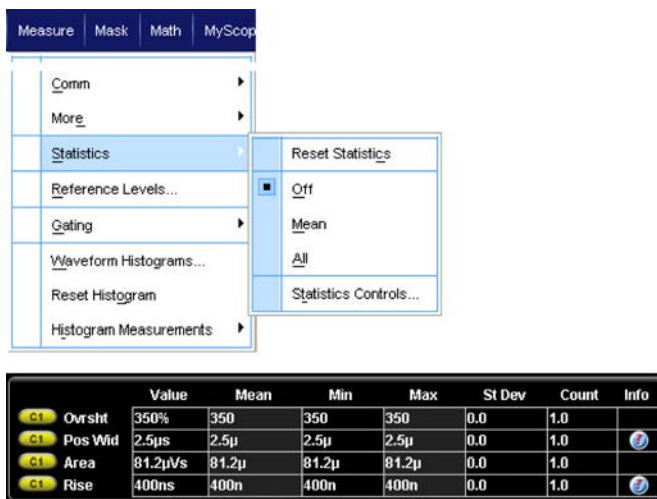 Measure Mask Math MyScop
Comm
More
Statistics
Reset Statistics
Reference Levels...
Off
Gating
Mean
Waveform Histograms...
All
Reset Histogram
Statistics Controls...
Histogram Measurements
Value Mean Min Max St Dev Count Info
C1 Ovrsht 350% 350 350 350 0.0 1.0
C1 Pos Wid 2.5µs 2.5µ 2.5µ 2.5µ 0.0 1.0
C1 Area 81.2µVs 81.2µ 81.2µ 81.2µ 0.0 1.0
C1 Rise 400ns 400n 400n 400n 0.0 1.0